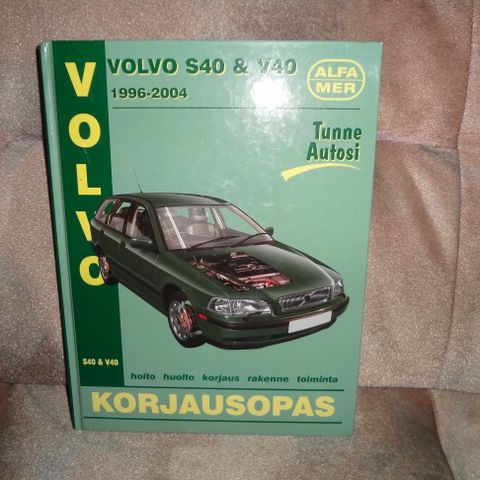 VOLVO
VOLVO S40 & V40
1996-2004
ALFA
MER
Tunne
Autosi
S40 & V40
hoito huolto korjaus rakenne toiminta
KORJAUSOPAS